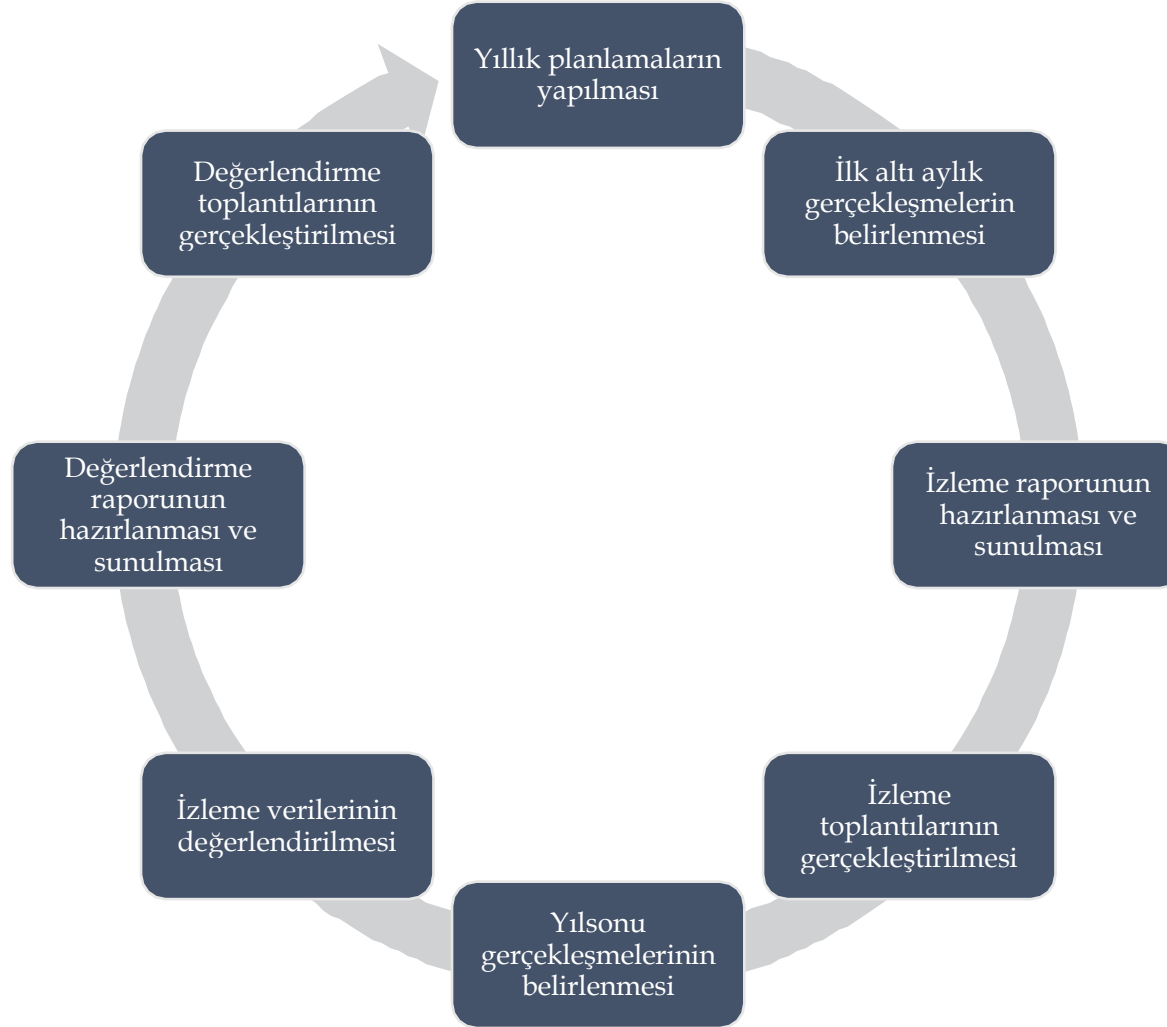 Yıllık planlamaların
yapılması
İlk altı aylık
gerçekleşmelerin
belirlenmesi
İzleme raporunun
hazırlanması ve
sunulması
İzleme
toplantılarının
gerçekleştirilmesi
Yılsonu
gerçekleşmelerinin
belirlenmesi
İzleme verilerinin
değerlendirilmesi
Değerlendirme
raporunun
hazırlanması ve
sunulması
Değerlendirme
toplantılarının
gerçekleştirilmesi